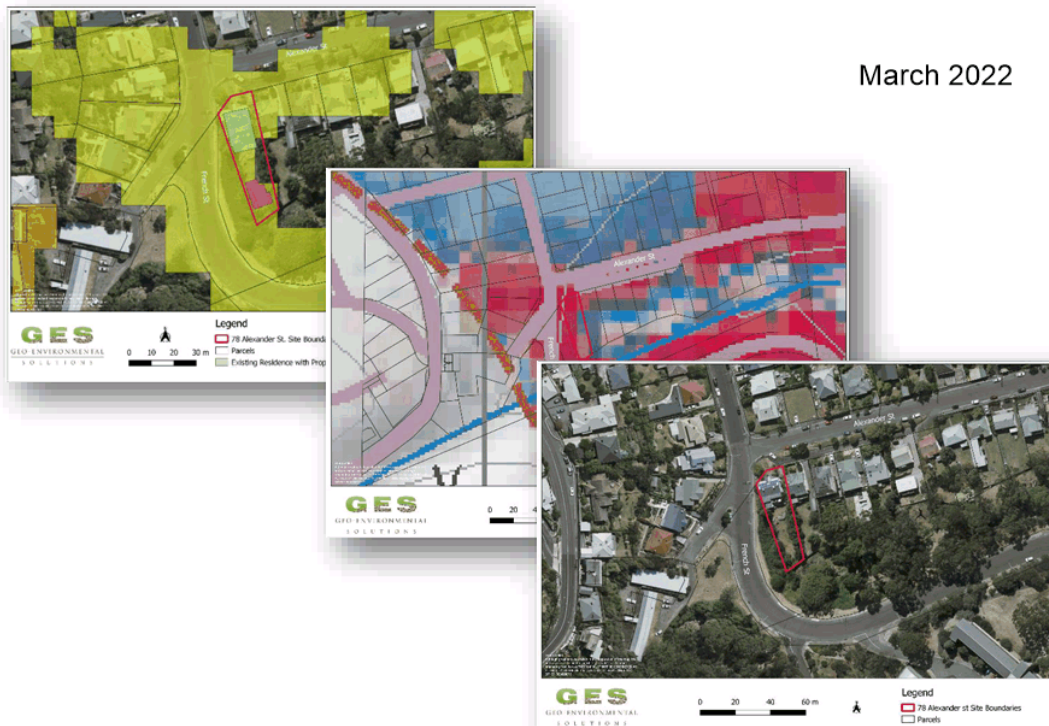 March 2022
Alexander St
French St
GES
GEO-ENVIRONMENTAL
SOLUTIONS
0 10 20 30 m
Legend
78 Alexander St. Site Bounda
Parcels
Existing Residence with Prop
Alexander St
French
GES
GEO-ENVIRONMENTAL
SOLUTIONS
0 20
Alexander St
French St
GES
GEO-ENVIRONMENTAL
SOLUTIONS
0 20 40 60 m
Legend
78 Alexander st Site Boundaries
Parcels